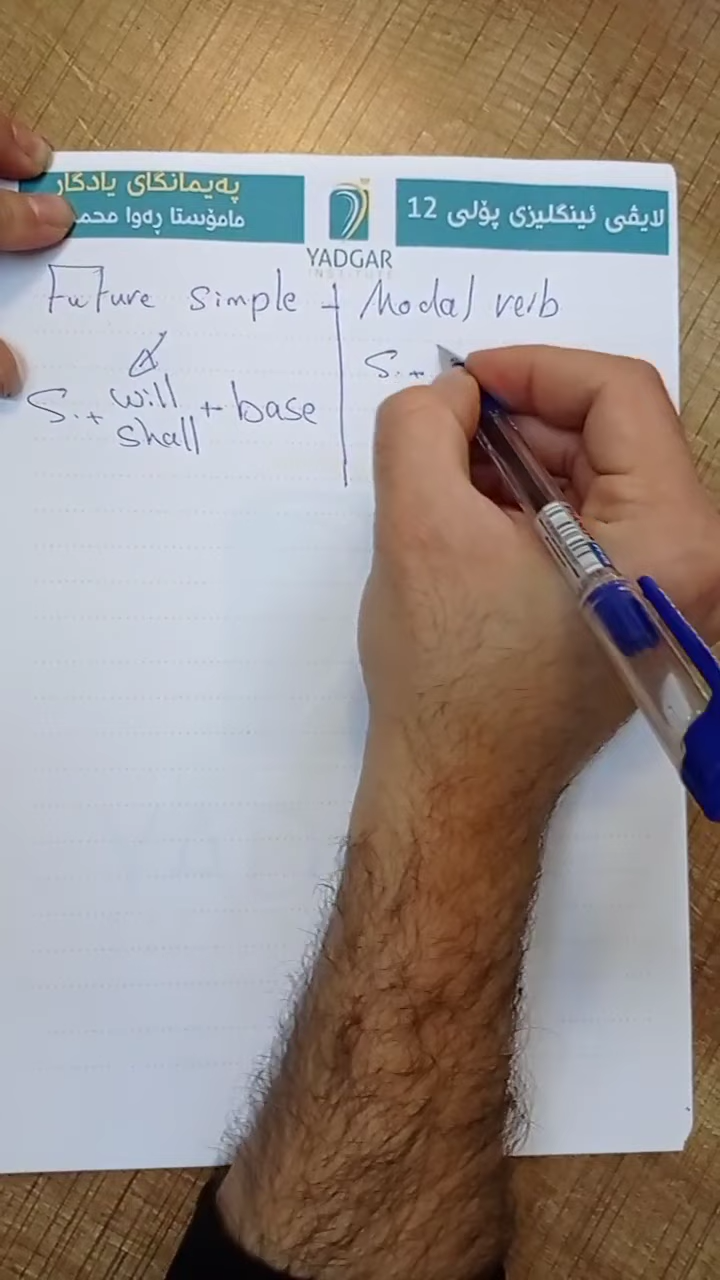 پەیمانگای یادگار
مامۆستا ڕەوا محمد
لایڤی ئینگلیزی پۆلی 12
YADGAR
INSTITUTE
Future simple + Modal verb
S. + will + base
shall
S. +